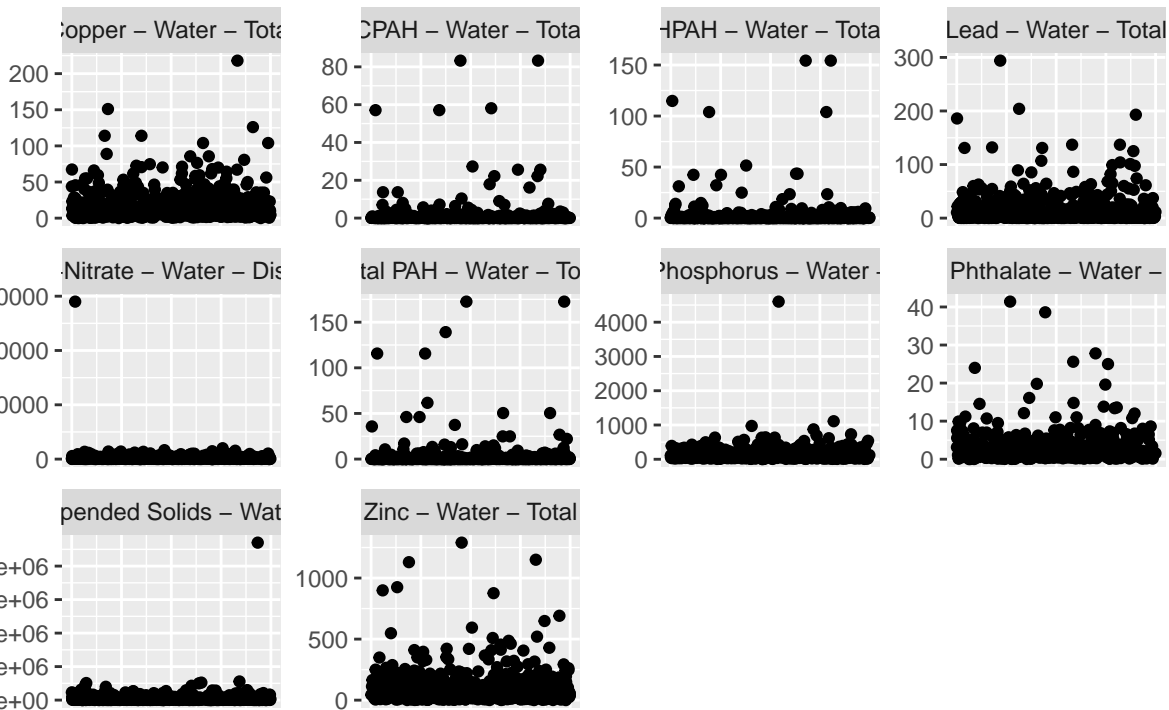 Copper – Water – Tota
CPAH – Water – Tota
HPAH – Water – Tota
Lead – Water – Total
200
150
100
50
0
80
60
40
20
0
150
100
50
0
300
200
100
0
-Nitrate – Water – Dis
tal PAH – Water – To
Phosphorus – Water –
Phthalate – Water –
0000
0000
0000
0
150
100
50
0
4000
3000
2000
1000
0
40
30
20
10
0
pended Solids – Wat
Zinc – Water – Total
e+06
e+06
e+06
e+06
e+00
1000
500
0